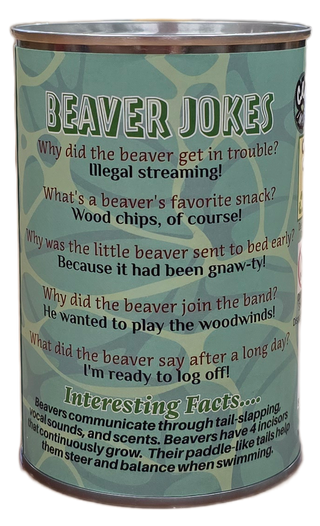 BEAVER JOKES
Why did the beaver get in trouble?
Illegal streaming!
What's a beaver's favorite snack?
Wood chips, of course!
Why was the little beaver sent to bed early?
Because it had been gnaw-ty!
Why did the beaver join the band?
He wanted to play the woodwinds!
What did the beaver say after a long day?
I'm ready to log off!
Interesting Facts....
Beavers communicate through tail-slapping,
vocal sounds, and scents. Beavers have 4 incisors
that continuously grow. Their paddle-like tails help
them steer and balance when swimming.